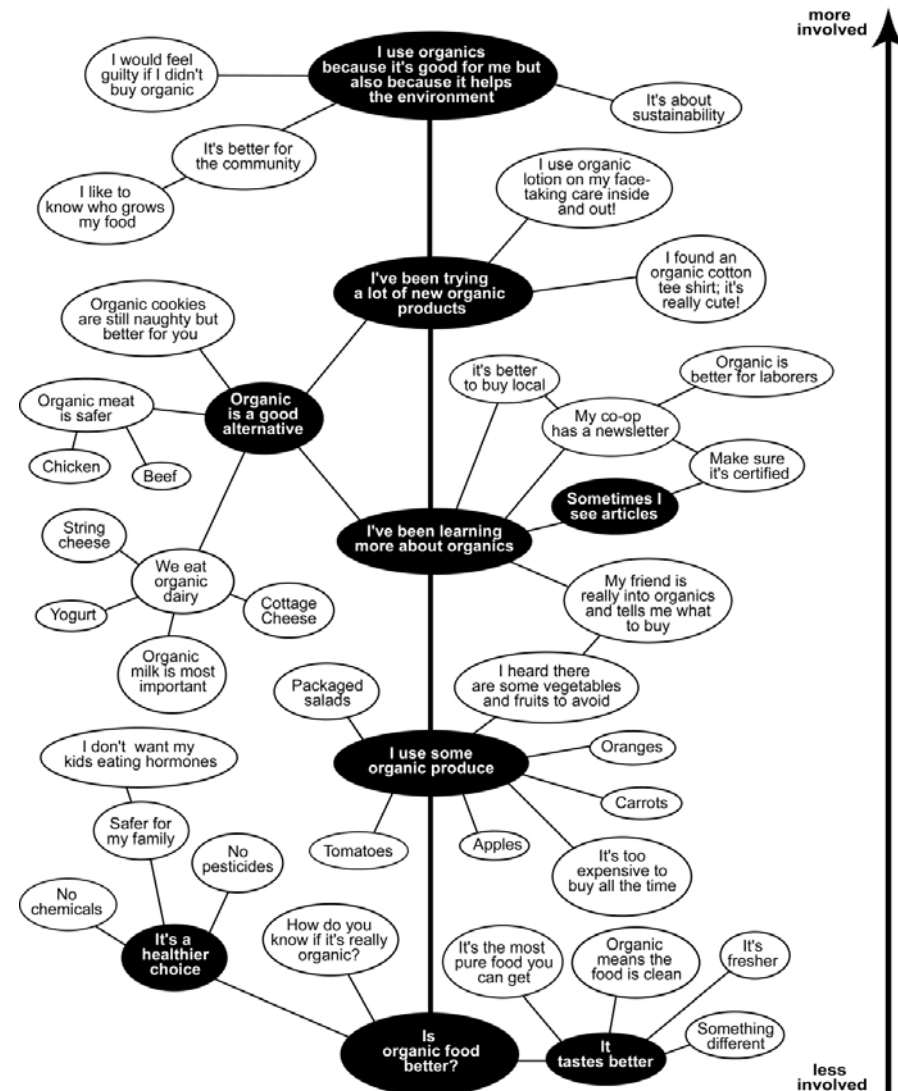 more
involved
I use organics
because it's good for me but
also because it helps
the environment
I would feel
guilty if I didn't
buy organic
It's about
sustainability
It's better for
the community
I like to
know who grows
my food
I use organic
lotion on my face-
taking care inside
and out!
I've been trying
a lot of new organic
products
I found an
organic cotton
tee shirt; it's
really cute!
Organic cookies
are still naughty but
better for you
Organic
is a good
alternative
Organic meat
is safer
Chicken
Beef
it's better
to buy local
Organic is
better for laborers
My co-op
has a newsletter
Make sure
it's certified
Sometimes I
see articles
I've been learning
more about organics
String
cheese
We eat
organic
dairy
Yogurt
Cottage
Cheese
Organic
milk is most
important
My friend is
really into organics
and tells me what
to buy
I heard there
are some vegetables
and fruits to avoid
Packaged
salads
I use some
organic produce
Oranges
Carrots
Apples
Tomatoes
It's too
expensive to
buy all the time
I don't want my
kids eating hormones
Safer for
my family
No
pesticides
No
chemicals
It's a
healthier
choice
How do you
know if it's really
organic?
It's the most
pure food you
can get
Organic
means the
food is clean
It's
fresher
Something
different
Is
organic food
better?
It
tastes better
less
involved